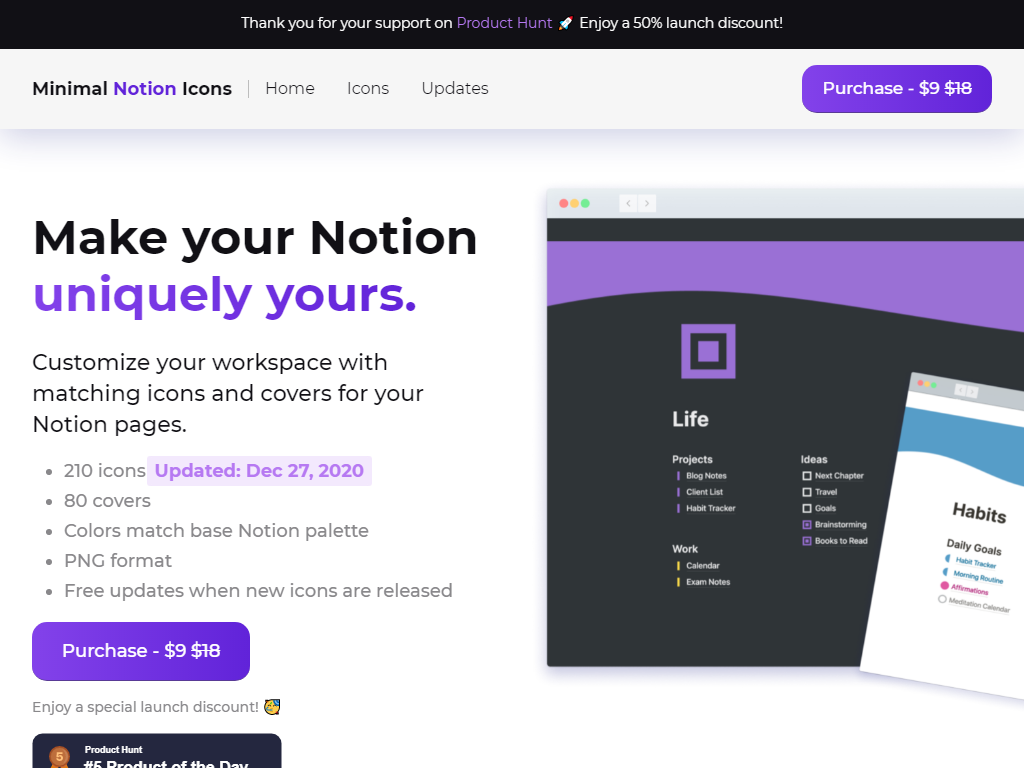 Thank you for your support on Product Hunt 🚀 Enjoy a 50% launch discount!
Minimal Notion Icons
Home
Icons
Updates
Purchase - $9 $18
Make your Notion
uniquely yours.
Customize your workspace with
matching icons and covers for your
Notion pages.
210 icons Updated: Dec 27, 2020
80 covers
Colors match base Notion palette
PNG format
Free updates when new icons are released
Purchase - $9 $18
Enjoy a special launch discount! 🥳
5
Product Hunt
#5 Product of the Day
Life
Projects
Blog Notes
Client List
Habit Tracker
Work
Calendar
Exam Notes
Ideas
Next Chapter
Travel
Goals
Brainstorming
Books to Read
Habits
Daily Goals
Habit Tracker
Morning Routine
Affirmations
Meditation Calendar